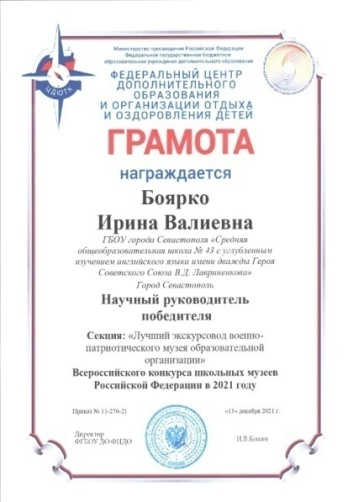 Министерство просвещения Российской Федерации
Федеральное государственное бюджетное
образовательное учреждение дополнительного образования
ФЕДЕРАЛЬНЫЙ ЦЕНТР
ДОПОЛНИТЕЛЬНОГО
ОБРАЗОВАНИЯ
И ОРГАНИЗАЦИИ ОТДЫХА
И ОЗДОРОВЛЕНИЯ ДЕТЕЙ
ЦДЮТК
ГРАМОТА
награждается
Боярко
Ирина Валиевна
ГБОУ города Севастополя «Средняя
общеобразовательная школа № 43 с углубленным
изучением английского языка имени дважды Героя
Советского Союза В.Д. Лавриненкова»
Город Севастополь
Научный руководитель
победителя
Секция: «Лучший экскурсовод военно-
патриотического музея образовательной
организации»
Всероссийского конкурса школьных музеев
Российской Федерации в 2021 году
Приказ № 11-270-21 «13» декабря 2021 г.
Директор
ФГБОУ ДО ФЦДО И.В.Козин